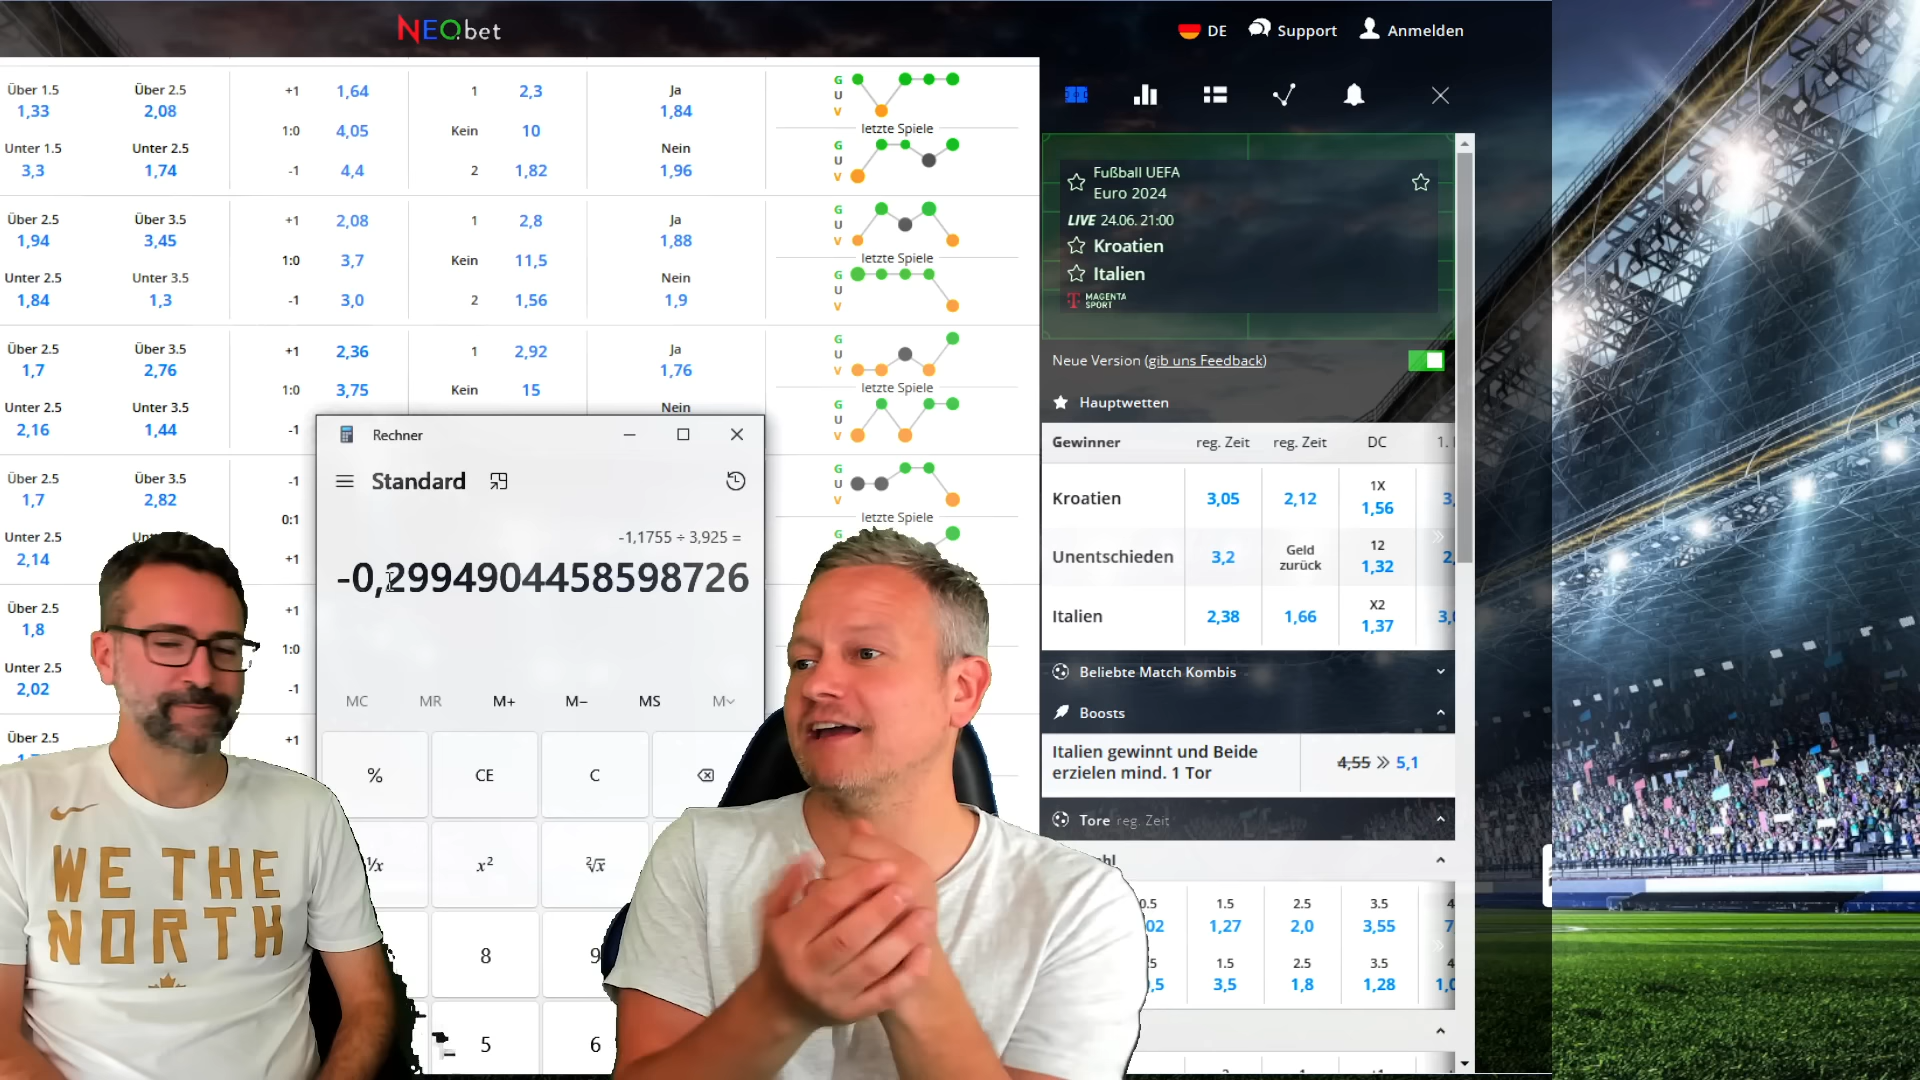 NEO.bet
DE Support Anmelden
Über 1.5 Über 2.5 +1 1,64 1 2,3 Ja G
1,33 2,08 1,84 U
V
1:0 4,05 Kein 10 letzte Spiele
Unter 1.5 Unter 2.5 Nein G
3,3 1,74 -1 4,4 2 1,82 1,96 U
V
Über 2.5 Über 3.5 +1 2,08 1 2,8 Ja G
1,94 3,45 1,88 U
V
1:0 3,7 Kein 11,5 letzte Spiele
Unter 2.5 Unter 3.5 Nein G
1,84 1,3 -1 3,0 2 1,56 1,9 U
V
Über 2.5 Über 3.5 +1 2,36 1 2,92 Ja G
1,7 2,76 1,76 U
V
1:0 3,75 Kein 15 letzte Spiele
Unter 2.5 Unter 3.5 Nein G
2,16 1,44 -1 U
V
Über 2.5 Über 3.5 -1 G
1,7 2,82 U
V
0:1 letzte Spiele
Unter 2.5
2,14 +1
Über 2.5 +1
1,8
1:0
Unter 2.5
2,02 -1
Über 2.5 +1
Rechner
Standard
-1,1755 ÷ 3,925 =
-0,2994904458598726
MC MR M+ M− MS M
% CE C
¹/x x² ²√x
8 9
5 6
WE THE
NORTH
Fußball UEFA
Euro 2024
LIVE 24.06. 21:00
Kroatien
Italien
T MAGENTA
SPORT
Neue Version (gib uns Feedback)
Hauptwetten
Gewinner reg. Zeit reg. Zeit DC 1.
Kroatien 3,05 2,12 1X
1,56
Unentschieden 3,2 Geld
zurück 12
1,32
Italien 2,38 1,66 X2
1,37
Beliebte Match Kombis
Boosts
Italien gewinnt und Beide
erzielen mind. 1 Tor 4,55 5,1
Tore reg. Zeit
0.5 1.5 2.5 3.5
02 1,27 2,0 3,55
1.5 2.5 3.5
3,5 1,8 1,28